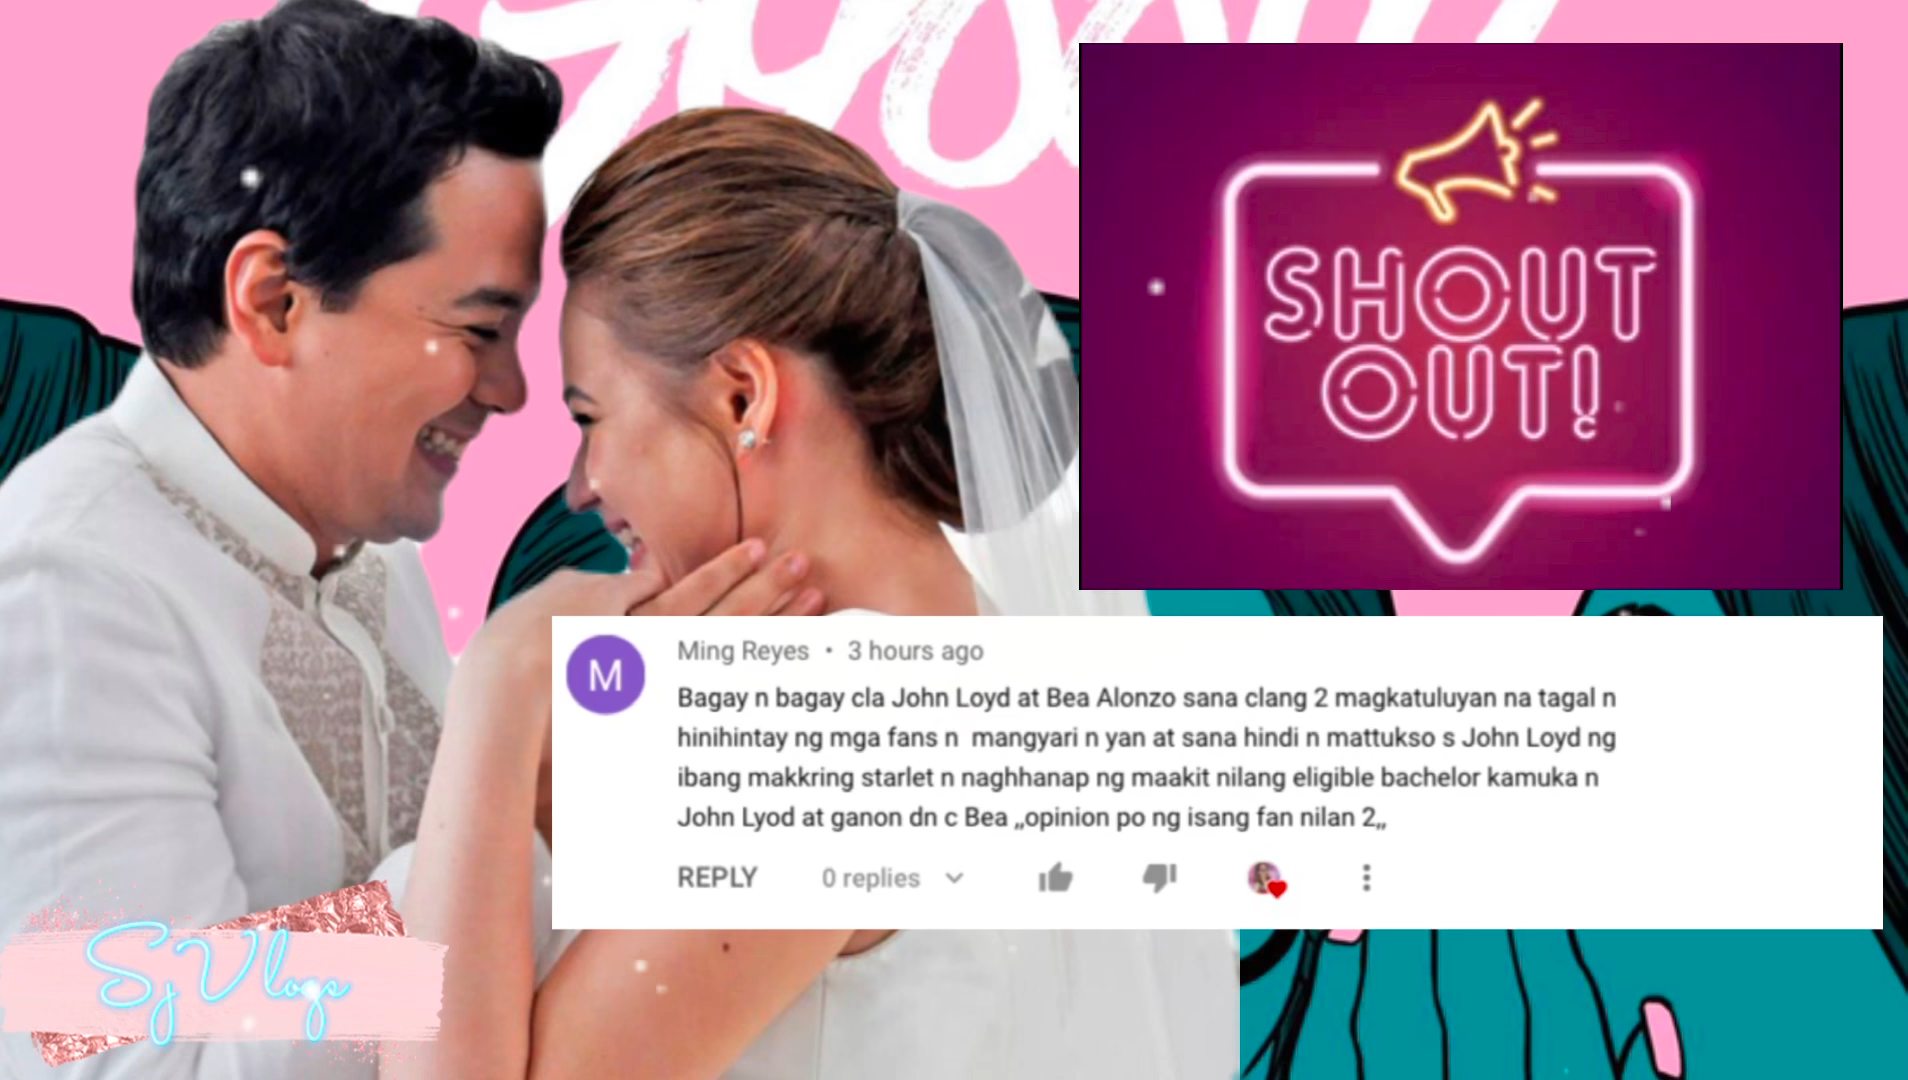 SHOUT
OUT!
M
Ming Reyes • 3 hours ago
Bagay n bagay cla John Loyd at Bea Alonzo sana clang 2 magkatuluyan na tagal n
hinihintay ng mga fans n mangyari n yan at sana hindi n mattukso s John Loyd ng
ibang makkring starlet n naghhanap ng maakit nilang eligible bachelor kamuka n
John Lyod at ganon dn c Bea ,,opinion po ng isang fan nilan 2,,
REPLY 0 replies
Sj Vlogs